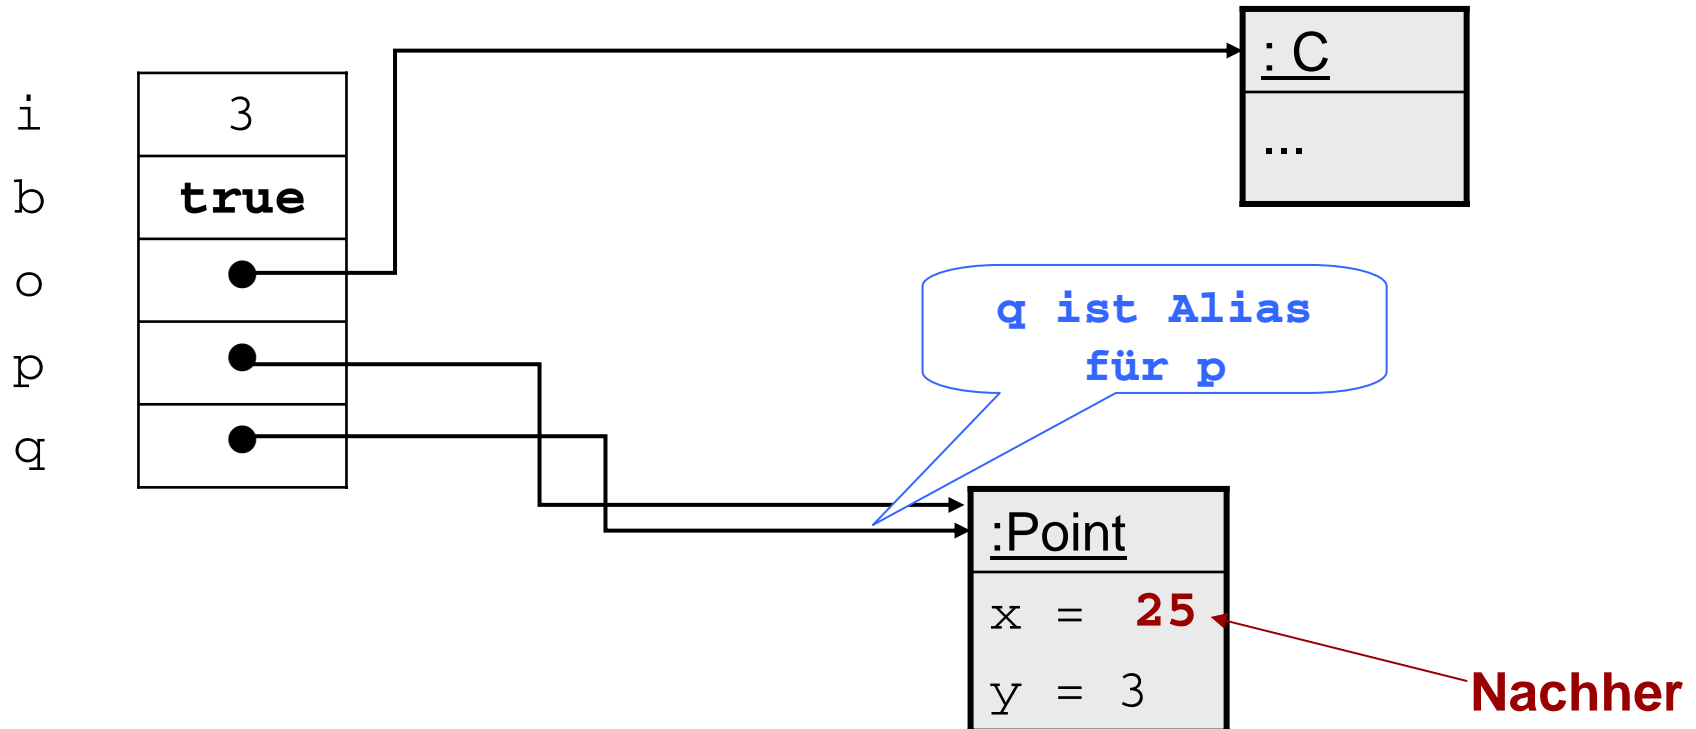 : C
...
i 3
b true
o
p
q
q ist Alias
für p
:Point
x = 25
y = 3
Nachher